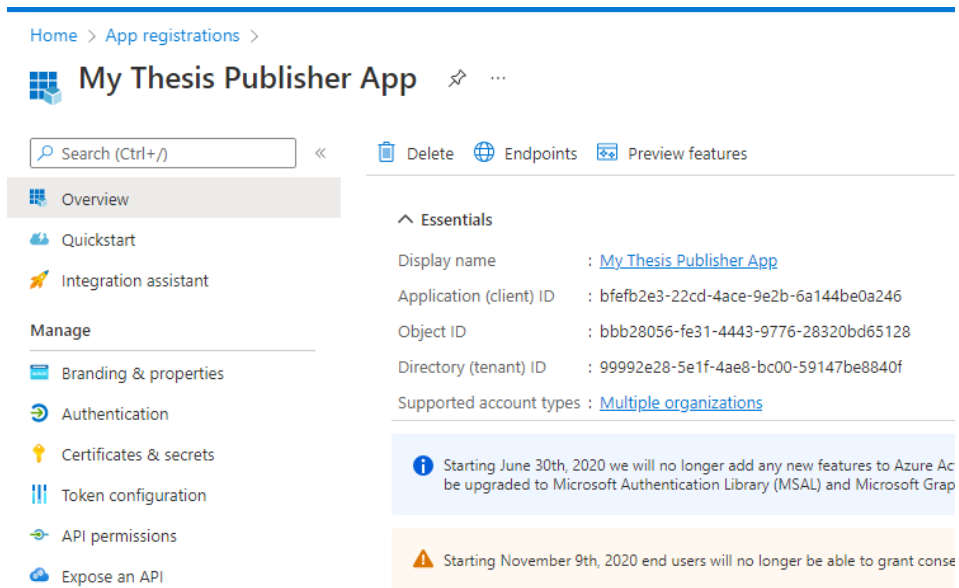 Home > App registrations >
My Thesis Publisher App ...
Search (Ctrl+/) «
Delete Endpoints Preview features
Overview
Quickstart
Integration assistant
Manage
Branding & properties
Authentication
Certificates & secrets
Token configuration
API permissions
Expose an API
Essentials
Display name : My Thesis Publisher App
Application (client) ID : bfefb2e3-22cd-4ace-9e2b-6a144be0a246
Object ID : bbb28056-fe31-4443-9776-28320bd65128
Directory (tenant) ID : 99992e28-5e1f-4ae8-bc00-59147be8840f
Supported account types : Multiple organizations
Starting June 30th, 2020 we will no longer add any new features to Azure Ac
be upgraded to Microsoft Authentication Library (MSAL) and Microsoft Grap
Starting November 9th, 2020 end users will no longer be able to grant conse